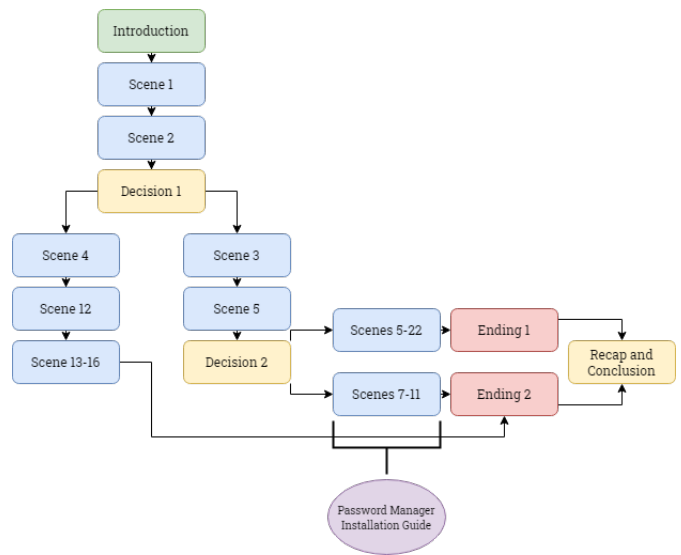 Introduction
Scene 1
Scene 2
Decision 1
Scene 4
Scene 3
Scene 12
Scene 5
Scenes 5-22
Ending 1
Scene 13-16
Decision 2
Recap and
Conclusion
Scenes 7-11
Ending 2
Password Manager
Installation Guide